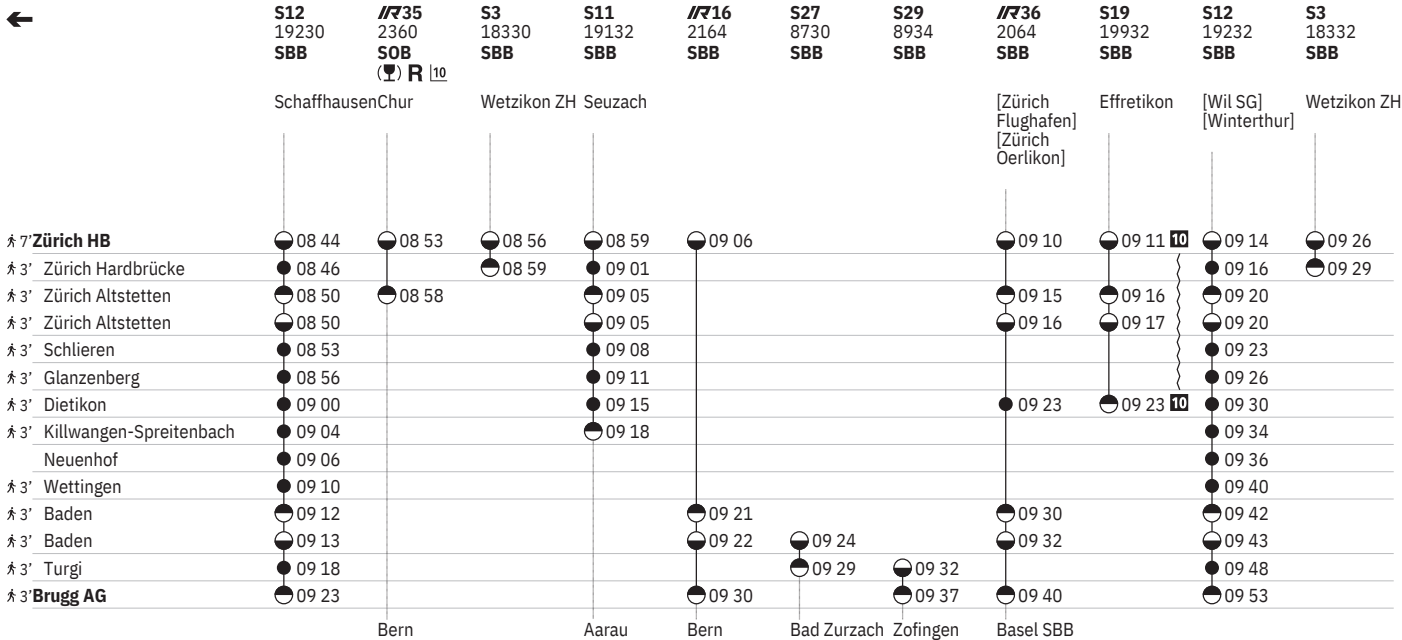 S12 IR35 S3 S11 IR16 S27 S29 IR36 S19 S12 S3
19230 2360 18330 19132 2164 8730 8934 2064 19932 19232 18332
SBB SOB SBB SBB SBB SBB SBB SBB SBB SBB SBB
R 10
Schaffhausen Chur Wetzikon ZH Seuzach [Zürich Effretikon [Wil SG] Wetzikon ZH
Flughafen] [Winterthur]
[Zürich
Oerlikon]
7' Zürich HB 08 44 08 53 08 56 08 59 09 06 09 10 09 11 10 09 14 09 26
3' Zürich Hardbrücke 08 46 08 59 09 01 09 16 09 29
3' Zürich Altstetten 08 50 08 58 09 05 09 15 09 16 09 20
3' Zürich Altstetten 08 50 09 05 09 16 09 17 09 20
3' Schlieren 08 53 09 08 09 23
3' Glanzenberg 08 56 09 11 09 26
3' Dietikon 09 00 09 15 09 23 09 23 10 09 30
3' Killwangen-Spreitenbach 09 04 09 18 09 34
Neuenhof 09 06 09 36
3' Wettingen 09 10 09 40
3' Baden 09 12 09 21 09 30 09 42
3' Baden 09 13 09 22 09 24 09 32 09 43
3' Turgi 09 18 09 29 09 32 09 48
3' Brugg AG 09 23 09 30 09 37 09 40 09 53
Bern Aarau Bern Bad Zurzach Zofingen Basel SBB